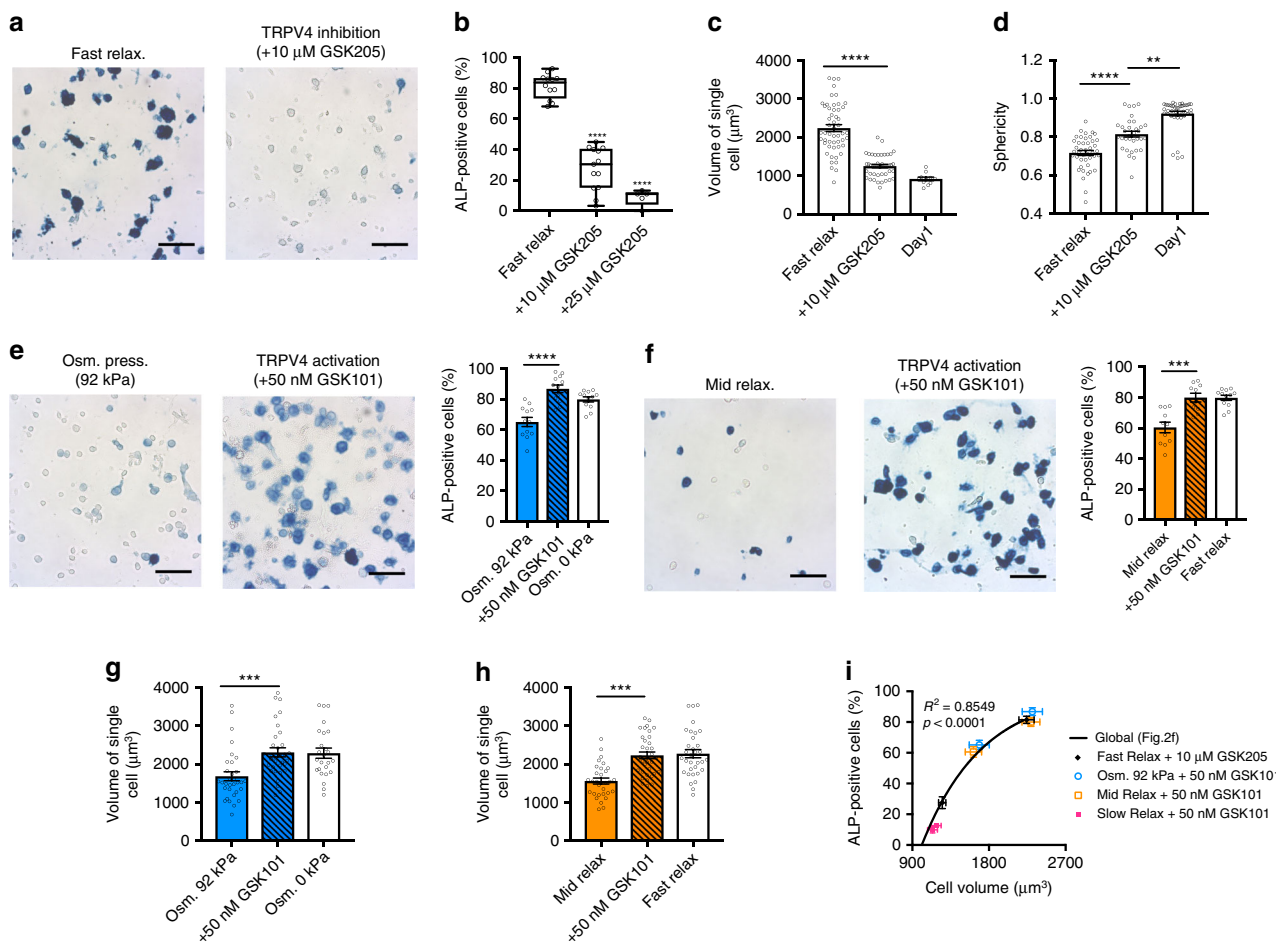 a
Fast relax.
TRPV4 inhibition
(+10 μM GSK205)
b
ALP-positive cells (%)
100
80
60
40
20
0
****
****
Fast relax
+10 μM GSK205
+25 μM GSK205
c
Volume of single
cell (μm³)
4000
3000
2000
1000
0
****
Fast relax
+10 μM GSK205
Day1
d
Sphericity
1.2
1.0
0.8
0.6
0.4
****
**
Fast relax
+10 μM GSK205
Day1
e
Osm. press.
(92 kPa)
TRPV4 activation
(+50 nM GSK101)
ALP-positive cells (%)
100
80
60
40
20
0
****
Osm. 92 kPa
+50 nM GSK101
Osm. 0 kPa
f
Mid relax.
TRPV4 activation
(+50 nM GSK101)
ALP-positive cells (%)
100
80
60
40
20
0
***
Mid relax
+50 nM GSK101
Fast relax
g
Volume of single
cell (μm³)
4000
3000
2000
1000
0
***
Osm. 92 kPa
+50 nM GSK101
Osm. 0 kPa
h
Volume of single
cell (μm³)
4000
3000
2000
1000
0
***
Mid relax
+50 nM GSK101
Fast relax
i
ALP-positive cells (%)
100
80
60
40
20
0
R² = 0.8549
p < 0.0001
900
1800
2700
Cell volume (μm³)
Global (Fig.2f)
Fast Relax + 10 μM GSK205
Osm. 92 kPa + 50 nM GSK101
Mid Relax + 50 nM GSK101
Slow Relax + 50 nM GSK101